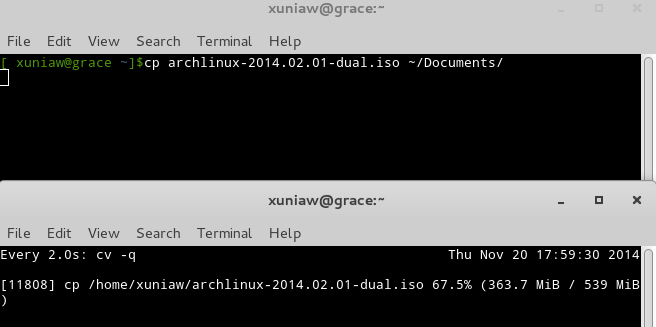 xuniaw@grace:~
File Edit View Search Terminal Help
[ xuniaw@grace ~]$cp archlinux-2014.02.01-dual.iso ~/Documents/
xuniaw@grace:~
File Edit View Search Terminal Help
Every 2.0s: cv -q Thu Nov 20 17:59:30 2014
[11808] cp /home/xuniaw/archlinux-2014.02.01-dual.iso 67.5% (363.7 MiB / 539 MiB
)